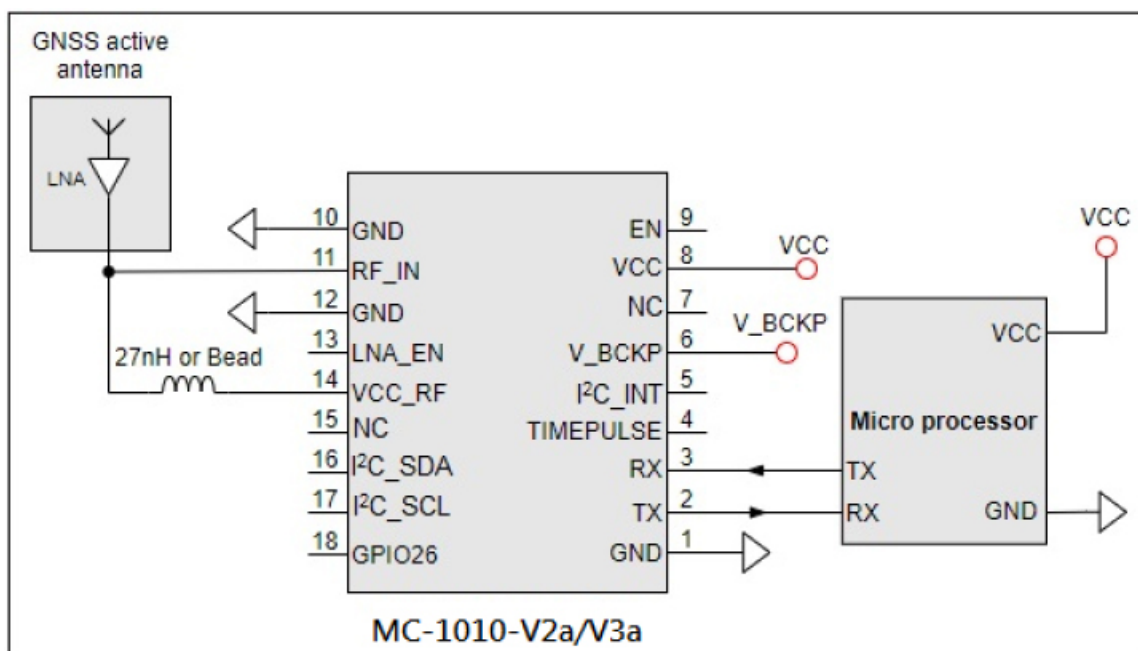 GNSS active
antenna
LNA
10
GND
11
RF_IN
12
GND
13
LNA_EN
27nH or Bead
14
VCC_RF
15
NC
16
I²C_SDA
17
I²C_SCL
18
GPIO26
EN
9
VCC
8
VCC
NC
7
V_BCKP
6
V_BCKP
I²C_INT
5
TIMEPULSE
4
RX
3
TX
2
GND
1
VCC
VCC
Micro processor
TX
RX
GND
MC-1010-V2a/V3a